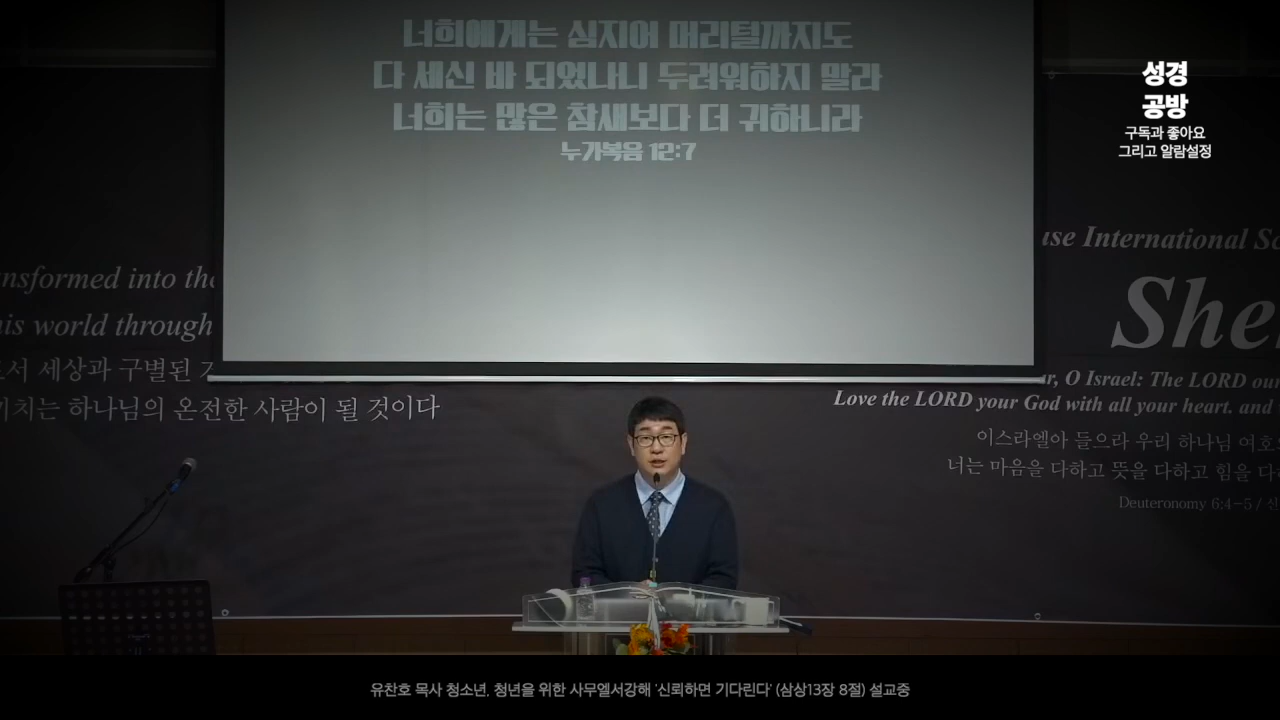 너희에게는 심지어 머리털까지도
다 세신 바 되었나니 두려워하지 말라
너희는 많은 참새보다 더 귀하니라
누가복음 12:7
성경
공방
구독과 좋아요
그리고 알람설정
nsformed into the
his world through
서 세상과 구별된
치는 하나님의 온전한 사람이 될 것이다
use International Sc
She
r, O Israel: The LORD our
Love the LORD your God with all your heart. and
이스라엘아 들으라 우리 하나님 여호
너는 마음을 다하고 뜻을 다하고 힘을 다
Deuteronomy 6:4-5 /
유찬호 목사 청소년, 청년을 위한 사무엘서강해 '신뢰하면 기다린다' (삼상13장 8절) 설교중